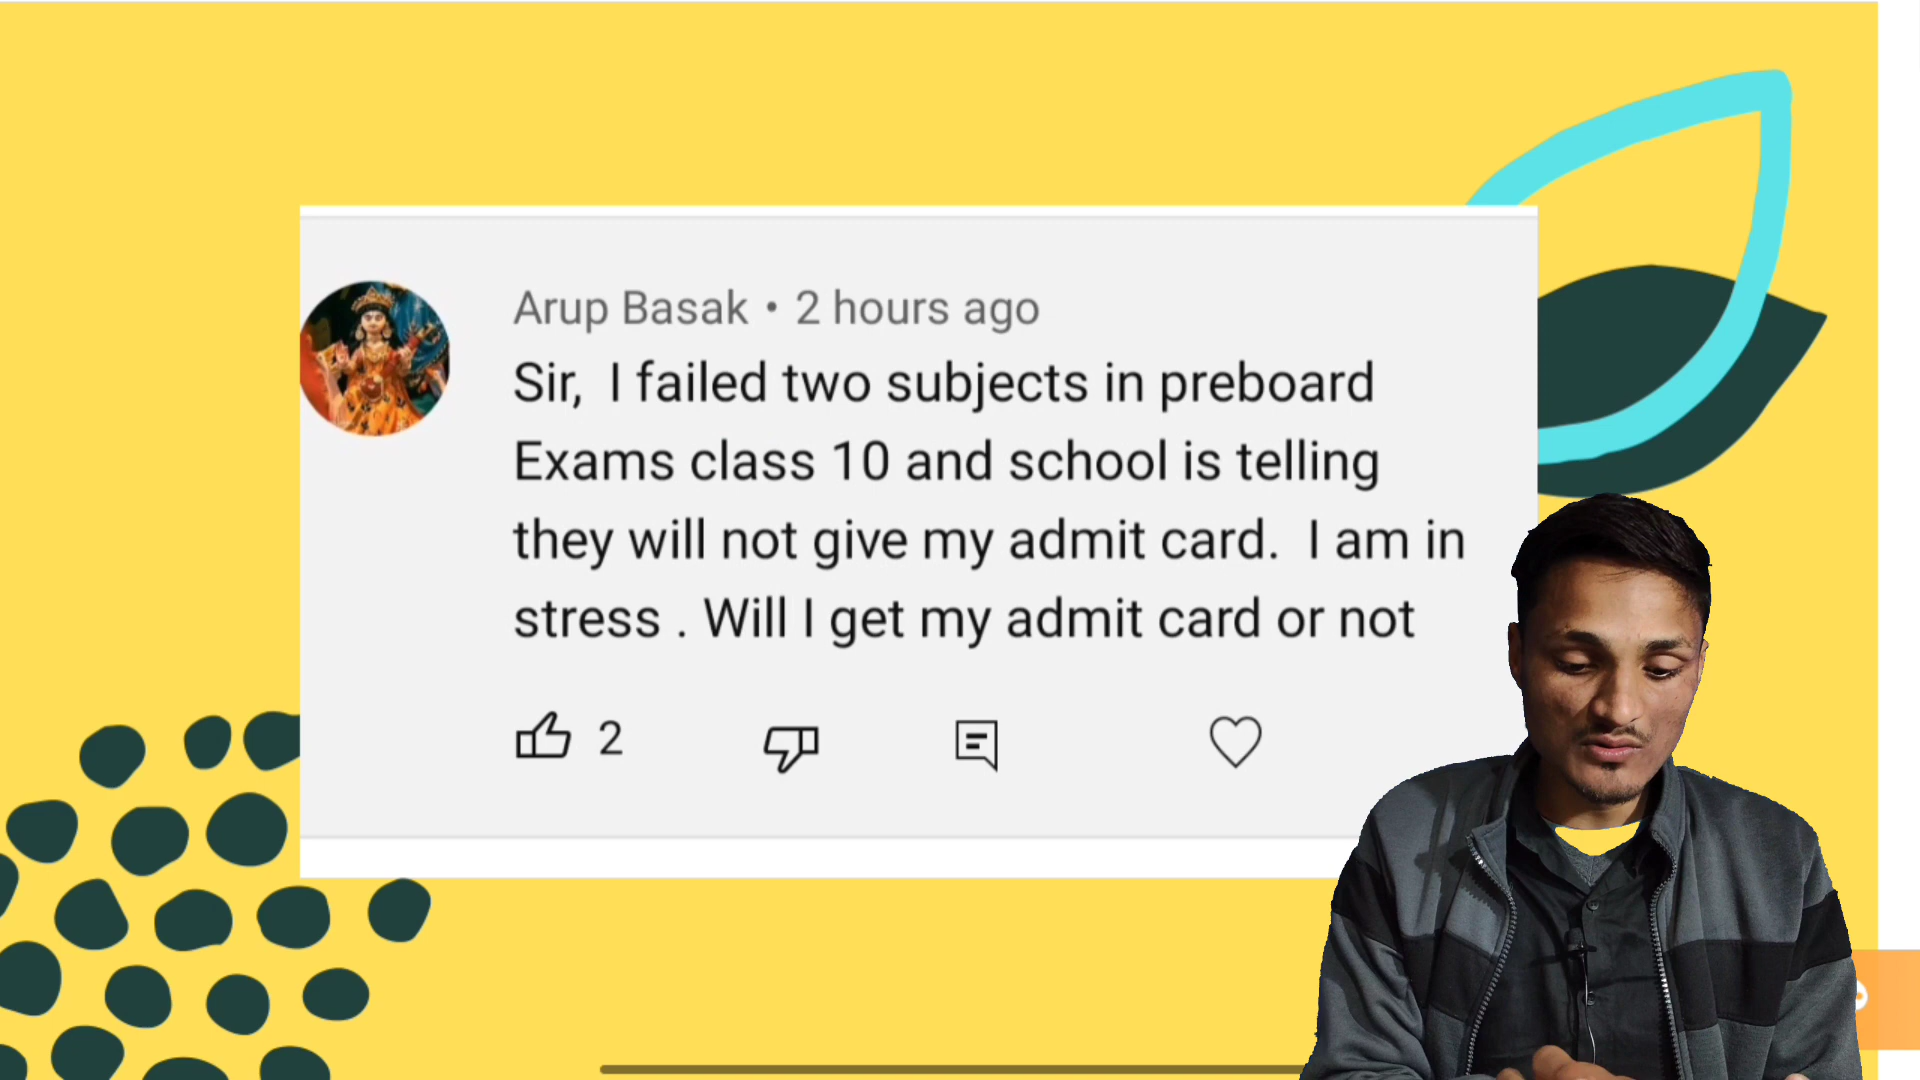 Arup Basak • 2 hours ago
Sir, I failed two subjects in preboard
Exams class 10 and school is telling
they will not give my admit card. I am in
stress . Will I get my admit card or not
2